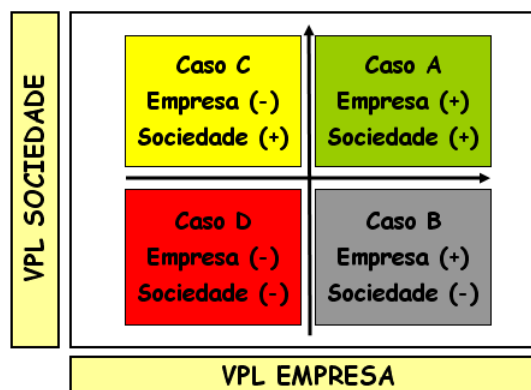 VPL SOCIEDADE
Caso C
Empresa (-)
Sociedade (+)
Caso A
Empresa (+)
Sociedade (+)
Caso D
Empresa (-)
Sociedade (-)
Caso B
Empresa (+)
Sociedade (-)
VPL EMPRESA